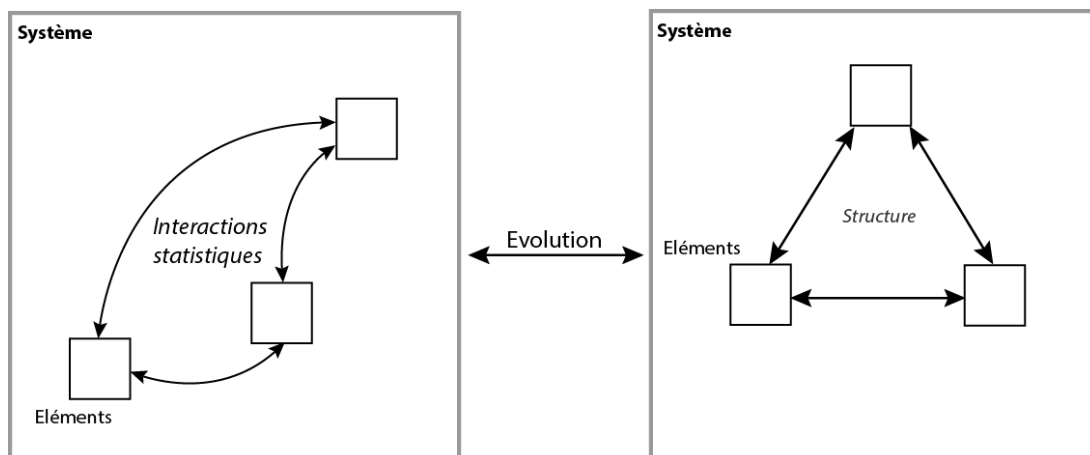 Système
Interactions
statistiques
Eléments
Evolution
Système
Structure
Eléments